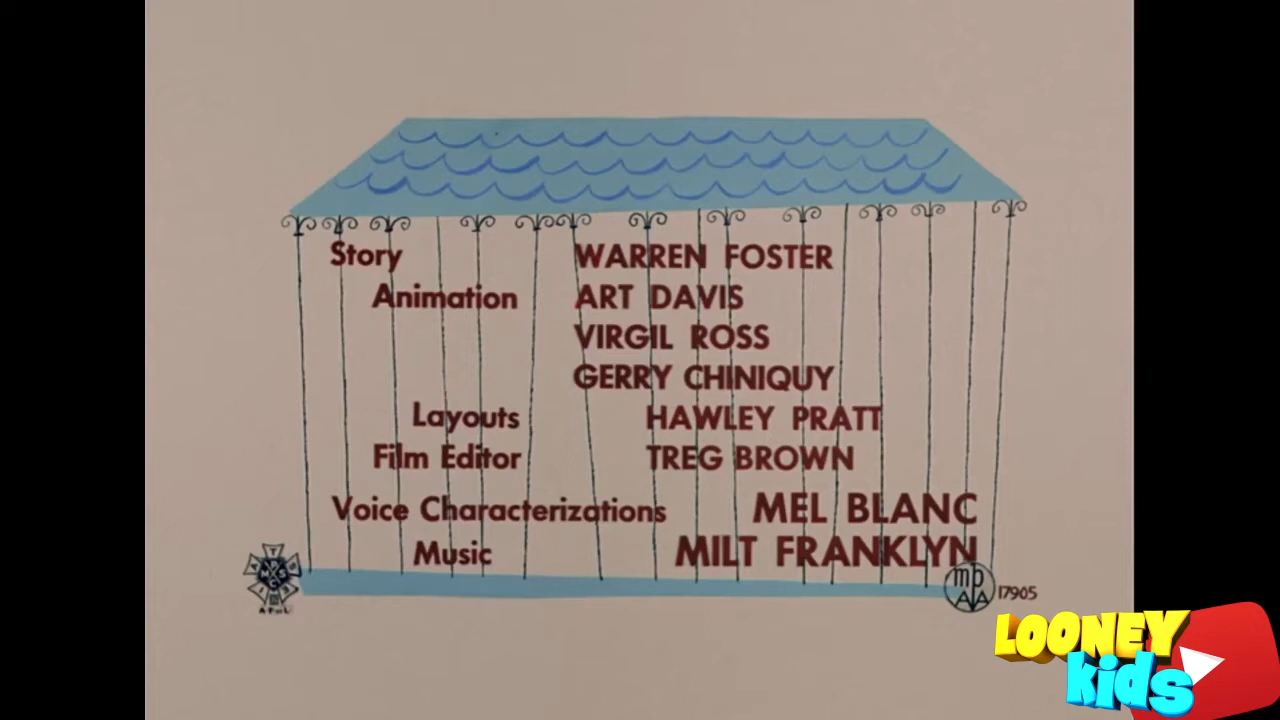 Story WARREN FOSTER
Animation ART DAVIS
VIRGIL ROSS
GERRY CHINIQUY
Layouts HAWLEY PRATT
Film Editor TREG BROWN
Voice Characterizations MEL BLANC
Music MILT FRANKLYN
mpAA 17905
LOONEY
kids